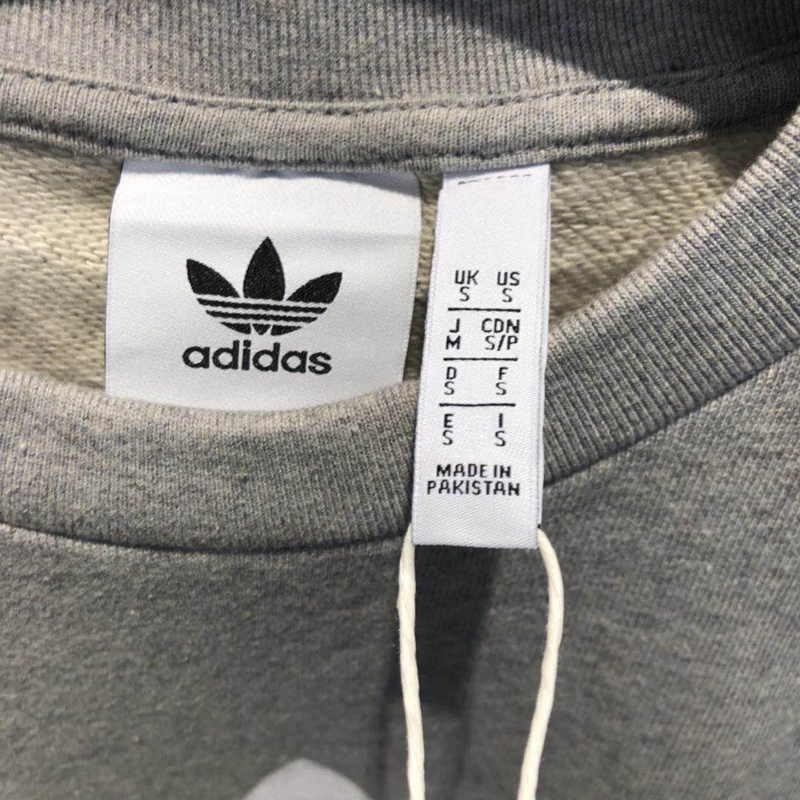 adidas
UK US
S S
J CDN
M S/P
D F
S S
E I
S S
MADE IN
PAKISTAN